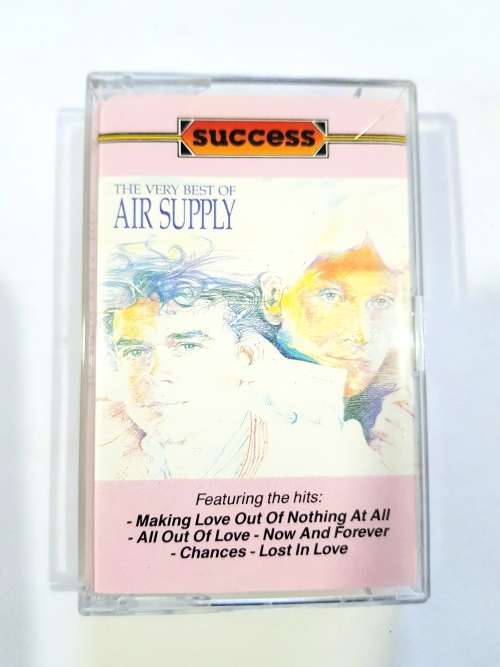 success
THE VERY BEST OF
AIR SUPPLY
Featuring the hits:
- Making Love Out Of Nothing At All
- All Out Of Love - Now And Forever
- Chances - Lost In Love